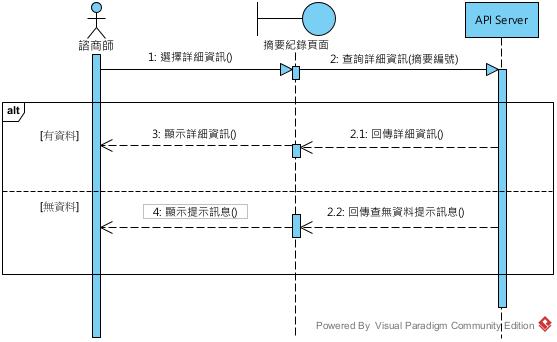 諮商師
摘要紀錄頁面
API Server
1: 選擇詳細資訊()
2: 查詢詳細資訊(摘要編號)
alt
[有資料]
3: 顯示詳細資訊()
2.1: 回傳詳細資訊()
[無資料]
4: 顯示提示訊息()
2.2: 回傳查無資料提示訊息()
Powered By Visual Paradigm Community Edition